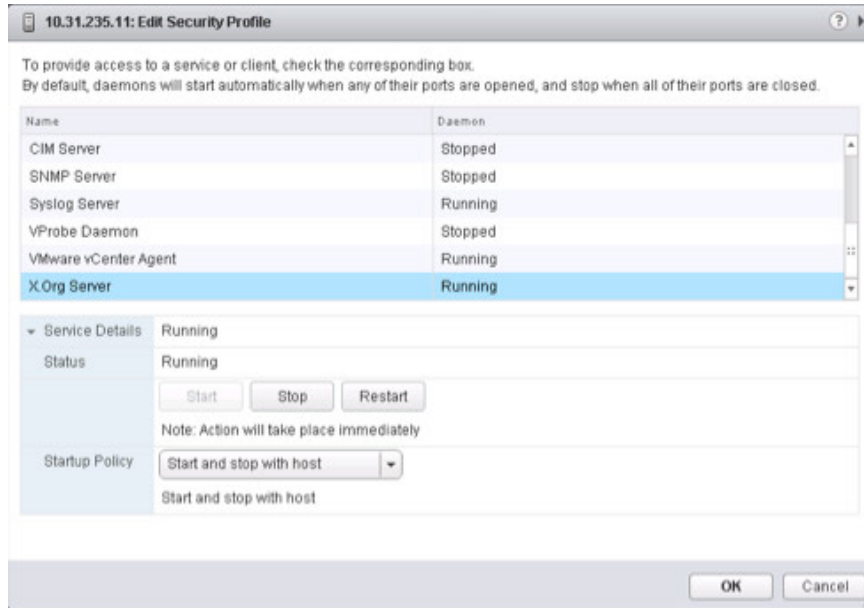 10.31.235.11: Edit Security Profile
?
To provide access to a service or client, check the corresponding box.
By default, daemons will start automatically when any of their ports are opened, and stop when all of their ports are closed.
Name Daemon
CIM Server Stopped
SNMP Server Stopped
Syslog Server Running
VProbe Daemon Stopped
VMware vCenter Agent Running
X.Org Server Running
Service Details Running
Status Running
Start Stop Restart
Note: Action will take place immediately
Startup Policy Start and stop with host
Start and stop with host
OK Cancel